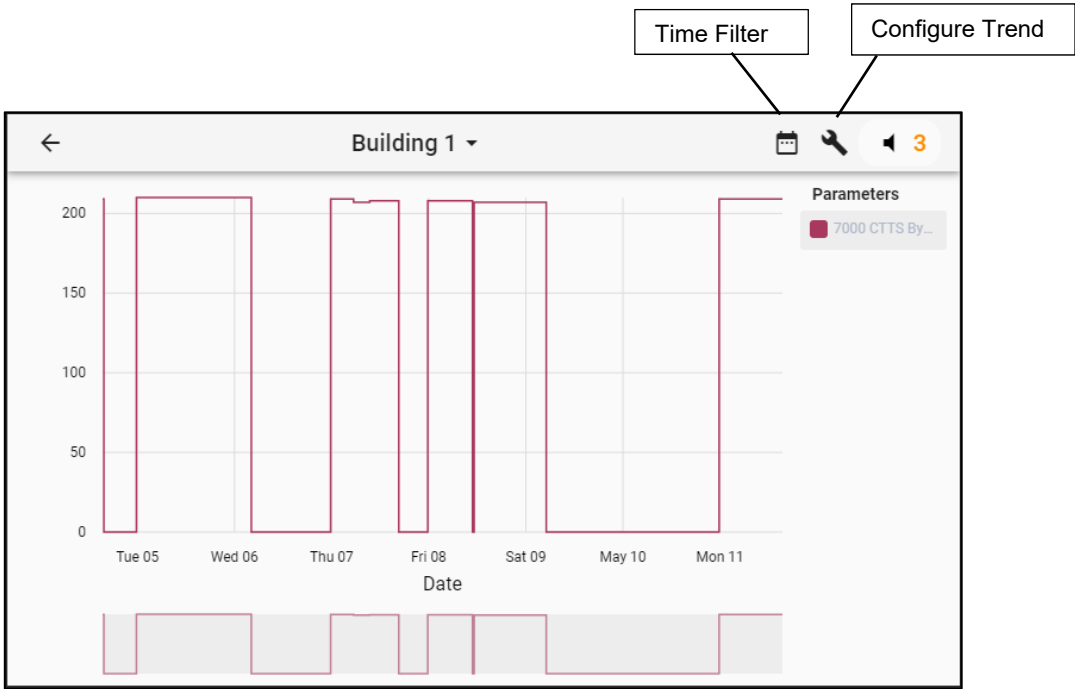 Time Filter
Configure Trend
Building 1
3
Parameters
7000 CTTS By...
200
150
100
50
0
Tue 05 Wed 06 Thu 07 Fri 08 Sat 09 May 10 Mon 11
Date